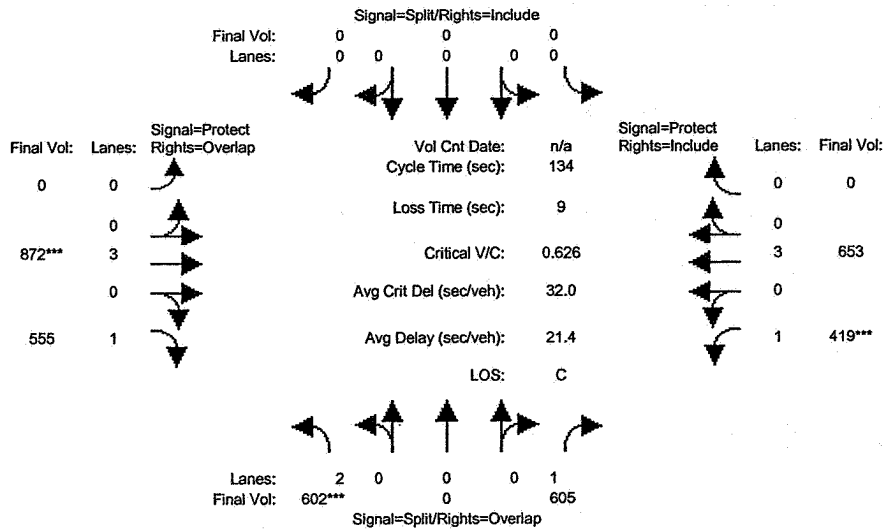 Signal=Split/Rights=Include
Final Vol: 0 0 0
Lanes: 0 0 0 0 0
Signal=Protect
Final Vol: Lanes: Rights=Overlap
Vol Cnt Date: n/a
Signal=Protect
Rights=Include Lanes: Final Vol:
Cycle Time (sec): 134
0 0
0 0
Loss Time (sec): 9
0
0
872*** 3
Critical V/C: 0.626
3 653
0
Avg Crit Del (sec/veh): 32.0
0
555 1
Avg Delay (sec/veh): 21.4
1 419***
LOS: C
Lanes: 2 0 0 0 1
Final Vol: 602*** 0 605
Signal=Split/Rights=Overlap